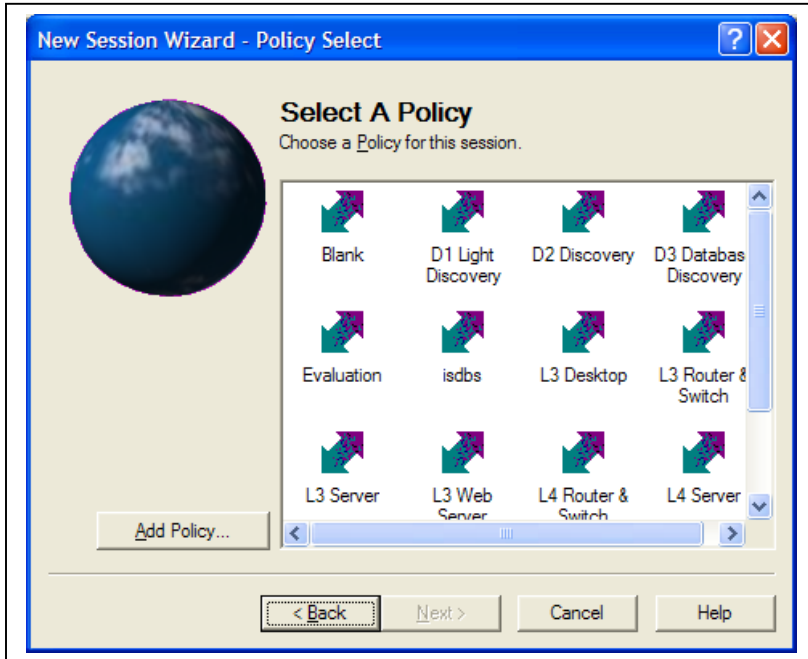 New Session Wizard - Policy Select
Select A Policy
Choose a Policy for this session.
Blank
D1 Light
Discovery
D2 Discovery
D3 Databas
Discovery
Evaluation
isdbs
L3 Desktop
L3 Router &
Switch
L3 Server
L3 Web
Server
L4 Router &
Switch
L4 Server
Add Policy...
< Back
Next >
Cancel
Help